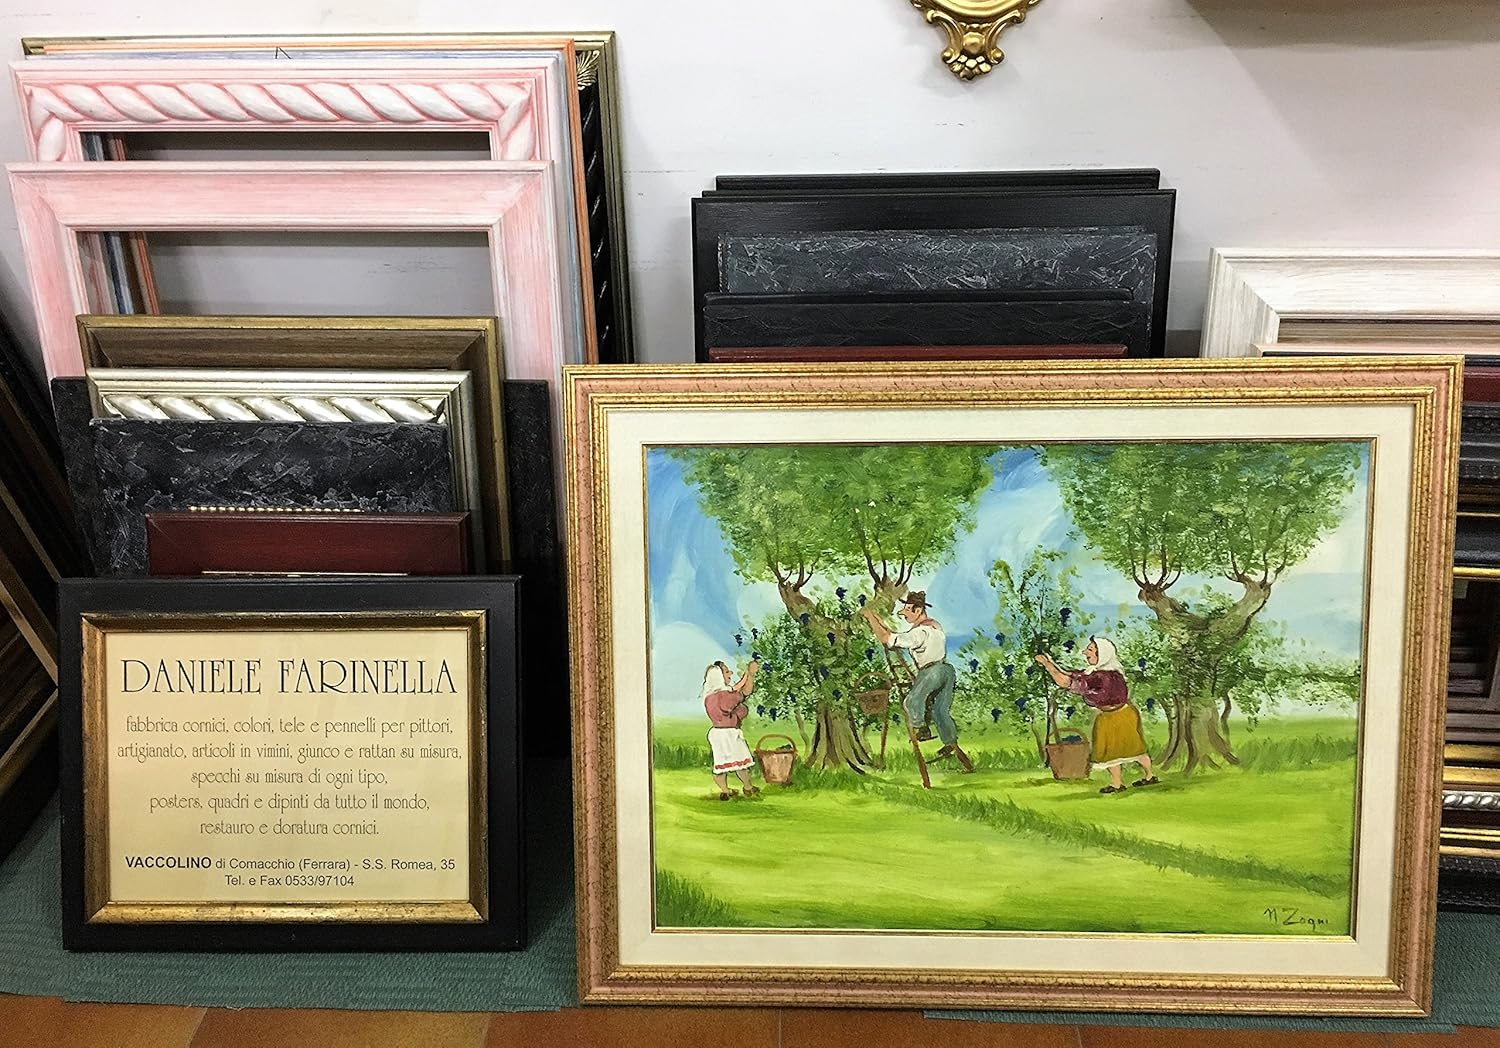 DANIELE FARINELLA
fabbrica cornici, colori, tele e pennelli per pittori,
artigianato, articoli in vimini, giunco e rattan su misura,
specchi su misura di ogni tipo,
posters, quadri e dipinti da tutto il mondo,
restauro e doratura cornici.
VACCOLINO di Comacchio (Ferrara) - S.S. Romea, 35
Tel. e Fax 0533/97104